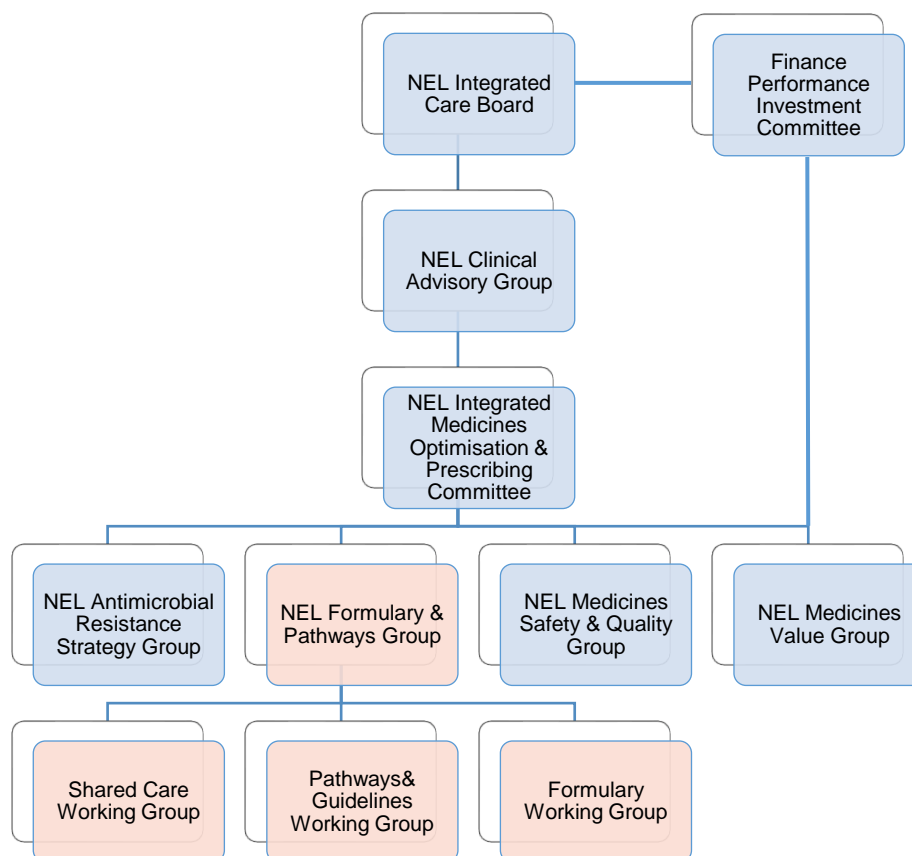 NEL Integrated
Care Board
Finance
Performance
Investment
Committee
NEL Clinical
Advisory Group
NEL Integrated
Medicines
Optimisation &
Prescribing
Committee
NEL Antimicrobial
Resistance
Strategy Group
NEL Formulary &
Pathways Group
NEL Medicines
Safety & Quality
Group
NEL Medicines
Value Group
Shared Care
Working Group
Pathways&
Guidelines
Working Group
Formulary
Working Group